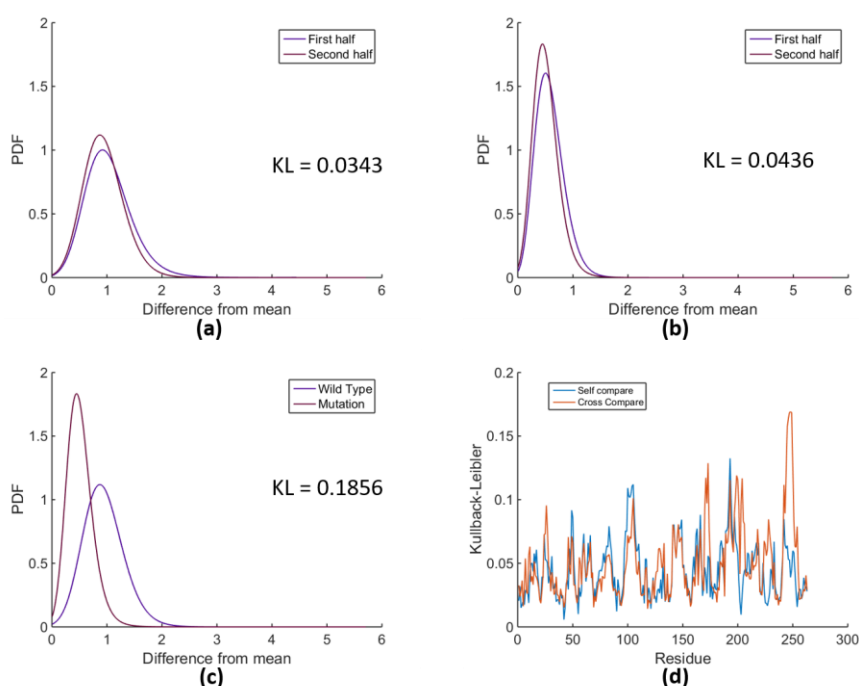 2
1.5
1
0.5
0
PDF
First half
Second half
KL = 0.0343
0 1 2 3 4 5 6
Difference from mean
(a)
2
1.5
1
0.5
0
PDF
First half
Second half
KL = 0.0436
0 1 2 3 4 5 6
Difference from mean
(b)
2
1.5
1
0.5
0
PDF
Wild Type
Mutation
KL = 0.1856
0 1 2 3 4 5 6
Difference from mean
(c)
0.2
0.15
0.1
0.05
0
Kullback-Leibler
Self compare
Cross Compare
0 50 100 150 200 250 300
Residue
(d)